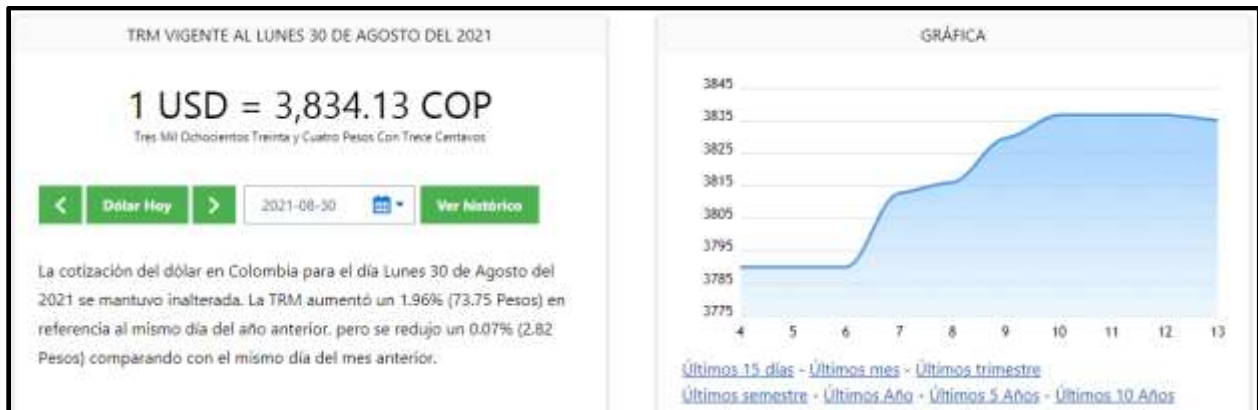 TRM VIGENTE AL LUNES 30 DE AGOSTO DEL 2021
1 USD = 3,834.13 COP
Tres Mil Ochocientos Treinta y Cuatro Pesos Con Trece Centavos
Dólar Hoy
2021-08-30
Ver histórico
La cotización del dólar en Colombia para el día Lunes 30 de Agosto del
2021 se mantuvo inalterada. La TRM aumentó un 1.96% (73.75 Pesos) en
referencia al mismo día del año anterior. pero se redujo un 0.07% (2.82
Pesos) comparando con el mismo día del mes anterior.
GRÁFICA
3845
3835
3825
3815
3805
3795
3785
3775
4 5 6 7 8 9 10 11 12 13
Últimos 15 días - Últimos mes - Últimos trimestre
Últimos semestre - Últimos Año - Últimos 5 Años - Últimos 10 Años